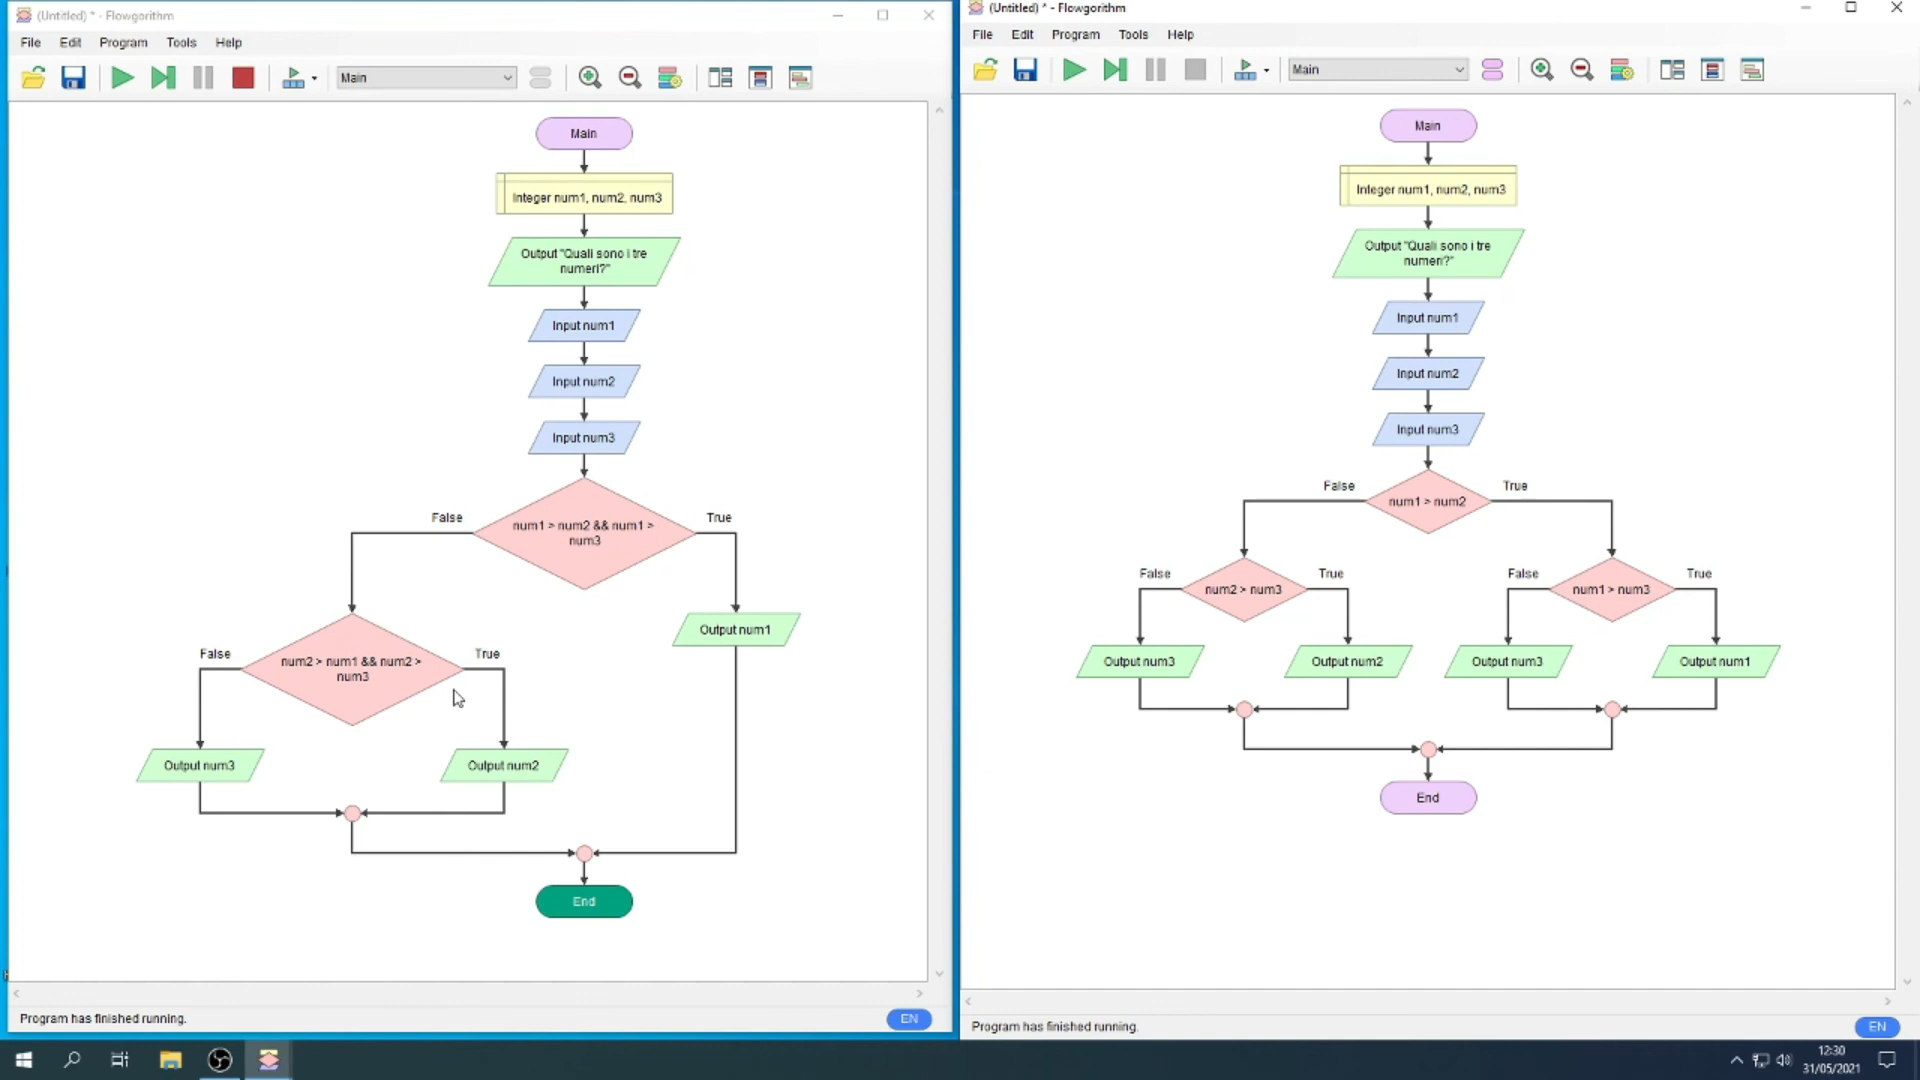 (Untitled) * - Flowgorithm
File Edit Program Tools Help
Main
Main
Integer num1, num2, num3
Output "Quali sono i tre
numeri?"
Input num1
Input num2
Input num3
False
num1 > num2 && num1 >
num3
True
False
num2 > num1 && num2 >
num3
True
Output num1
Output num3
Output num2
End
Program has finished running.
EN
(Untitled) * - Flowgorithm
File Edit Program Tools Help
Main
Main
Integer num1, num2, num3
Output "Quali sono i tre
numeri?"
Input num1
Input num2
Input num3
False
num1 > num2
True
False
num2 > num3
True
False
num1 > num3
True
Output num3
Output num2
Output num3
Output num1
End
Program has finished running.
EN
12:30
31/05/2021